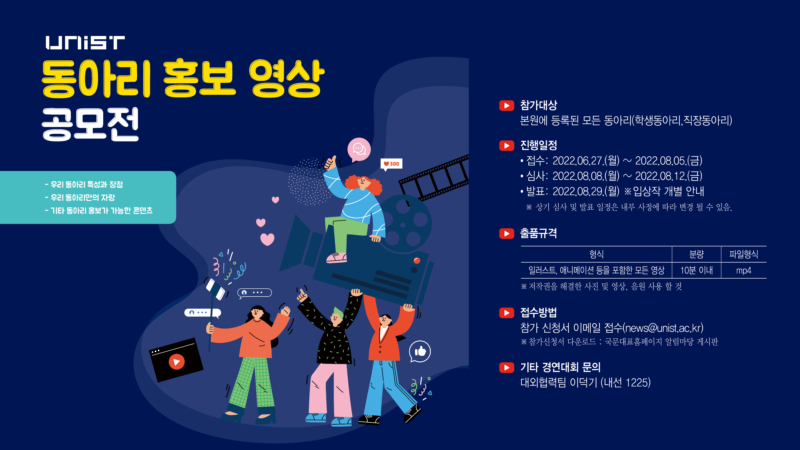 UNIST
동아리 홍보 영상
공모전
- 우리 동아리 특성과 장점
- 우리 동아리만의 자랑
- 기타 동아리 홍보가 가능한 콘텐츠
300
참가대상
본원에 등록된 모든 동아리(학생동아리,직장동아리)
진행일정
• 접수: 2022.06.27.(월) ~ 2022.08.05.(금)
• 심사: 2022.08.08.(월) ~ 2022.08.12.(금)
• 발표: 2022.08.29.(월) ※입상작 개별 안내
※ 상기 심사 및 발표 일정은 내부 사정에 따라 변경 될 수 있음.
출품규격
형식 분량 파일형식
일러스트, 애니메이션 등을 포함한 모든 영상 10분 이내 mp4
※ 저작권을 해결한 사진 및 영상, 음원 사용 할 것
접수방법
참가 신청서 이메일 접수(news@unist.ac.kr)
※ 참가신청서 다운로드 : 국문대표홈페이지 알림마당 게시판
기타 경연대회 문의
대외협력팀 이덕기 (내선 1225)